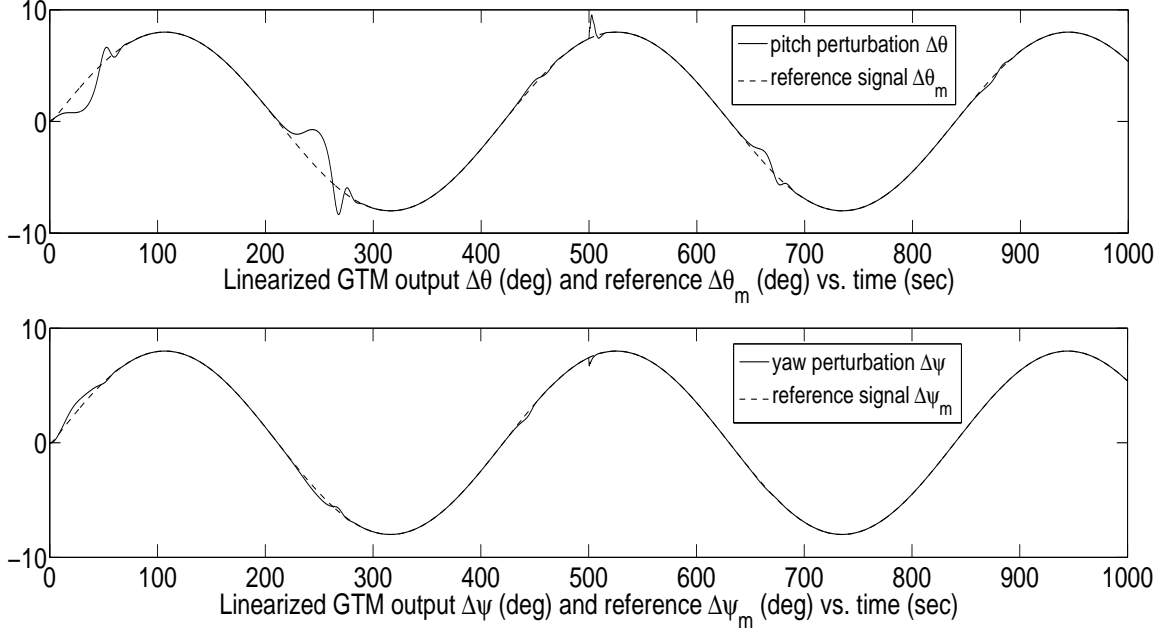 10
0
−10
pitch perturbation Δθ
reference signal Δθm
0 100 200 300 400 500 600 700 800 900 1000
Linearized GTM output Δθ (deg) and reference Δθm (deg) vs. time (sec)
10
0
−10
yaw perturbation Δψ
reference signal Δψm
0 100 200 300 400 500 600 700 800 900 1000
Linearized GTM output Δψ (deg) and reference Δψm (deg) vs. time (sec)